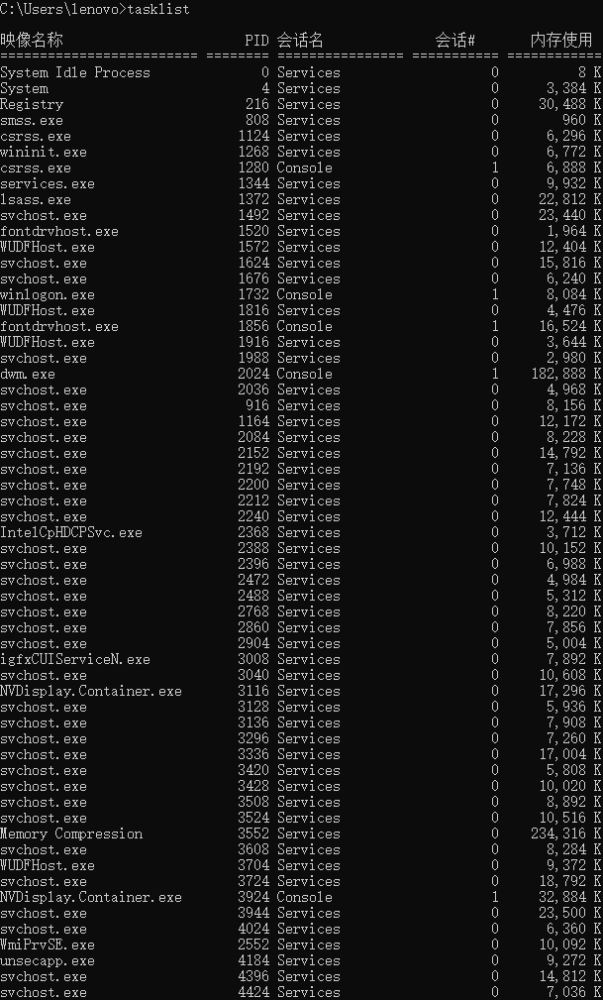 C:\Users\lenovo>tasklist
映像名称                       PID 会话名              会话#       内存使用
========================= ======== ================ =========== ============
System Idle Process              0 Services                   0          8 K
System                           4 Services                   0      3,384 K
Registry                       216 Services                   0     30,488 K
smss.exe                       808 Services                   0        960 K
csrss.exe                     1124 Services                   0      6,296 K
wininit.exe                   1268 Services                   0      6,772 K
csrss.exe                     1280 Console                    1      6,888 K
services.exe                  1344 Services                   0      9,932 K
lsass.exe                     1372 Services                   0     22,812 K
svchost.exe                   1492 Services                   0     23,440 K
fontdrvhost.exe               1520 Services                   0      1,964 K
WUDFHost.exe                  1572 Services                   0     12,404 K
svchost.exe                   1624 Services                   0     15,816 K
svchost.exe                   1676 Services                   0      6,240 K
winlogon.exe                  1732 Console                    1      8,084 K
WUDFHost.exe                  1816 Services                   0      4,476 K
fontdrvhost.exe               1856 Console                    1     16,524 K
WUDFHost.exe                  1916 Services                   0      3,644 K
svchost.exe                   1988 Services                   0      2,980 K
dwm.exe                       2024 Console                    1    182,888 K
svchost.exe                   2036 Services                   0      4,968 K
svchost.exe                    916 Services                   0      8,156 K
svchost.exe                   1164 Services                   0     12,172 K
svchost.exe                   2084 Services                   0      8,228 K
svchost.exe                   2152 Services                   0     14,792 K
svchost.exe                   2192 Services                   0      7,136 K
svchost.exe                   2200 Services                   0      7,748 K
svchost.exe                   2212 Services                   0      7,824 K
svchost.exe                   2240 Services                   0     12,444 K
IntelCpHDCPSvc.exe            2368 Services                   0      3,712 K
svchost.exe                   2388 Services                   0     10,152 K
svchost.exe                   2396 Services                   0      6,988 K
svchost.exe                   2472 Services                   0      4,984 K
svchost.exe                   2488 Services                   0      5,312 K
svchost.exe                   2768 Services                   0      8,220 K
svchost.exe                   2860 Services                   0      7,856 K
svchost.exe                   2904 Services                   0      5,004 K
igfxCUIServiceN.exe           3008 Services                   0      7,892 K
svchost.exe                   3040 Services                   0     10,608 K
NVDisplay.Container.exe       3116 Services                   0     17,296 K
svchost.exe                   3128 Services                   0      5,936 K
svchost.exe                   3136 Services                   0      7,908 K
svchost.exe                   3296 Services                   0      7,260 K
svchost.exe                   3336 Services                   0     17,004 K
svchost.exe                   3420 Services                   0      5,808 K
svchost.exe                   3428 Services                   0     10,020 K
svchost.exe                   3508 Services                   0      8,892 K
svchost.exe                   3524 Services                   0     10,516 K
Memory Compression            3552 Services                   0    234,316 K
svchost.exe                   3608 Services                   0      8,284 K
WUDFHost.exe                  3704 Services                   0      9,372 K
svchost.exe                   3724 Services                   0     18,792 K
NVDisplay.Container.exe       3924 Console                    1     32,884 K
svchost.exe                   3944 Services                   0     23,500 K
svchost.exe                   4024 Services                   0      6,360 K
WmiPrvSE.exe                  2552 Services                   0     10,092 K
unsecapp.exe                  4184 Services                   0      9,272 K
svchost.exe                   4396 Services                   0     14,812 K
svchost.exe                   4424 Services                   0      7,036 K